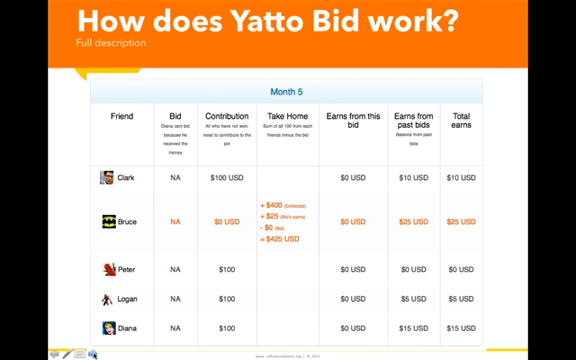 How does Yatto Bid work?
Full description
Month 5
Friend Bid Contribution Take Home Earns from this bid Earns from past bids Total earns
Diana cant bid because he received the money
All who have not won, need to contribute to the pot
Sum of all 100 from each friends minus the bid
Balance from past bids
Clark NA $100 USD $0 USD $10 USD $10 USD
+ $400 (Collected)
+ $25 (Bid's earns)
Bruce NA $0 USD $0 USD $25 USD $25 USD
- $0 (Bid)
= $425 USD
Peter NA $100 $0 USD $0 USD $0 USD
Logan NA $100 $0 USD $5 USD $5 USD
Diana NA $100 $0 USD $15 USD $15 USD